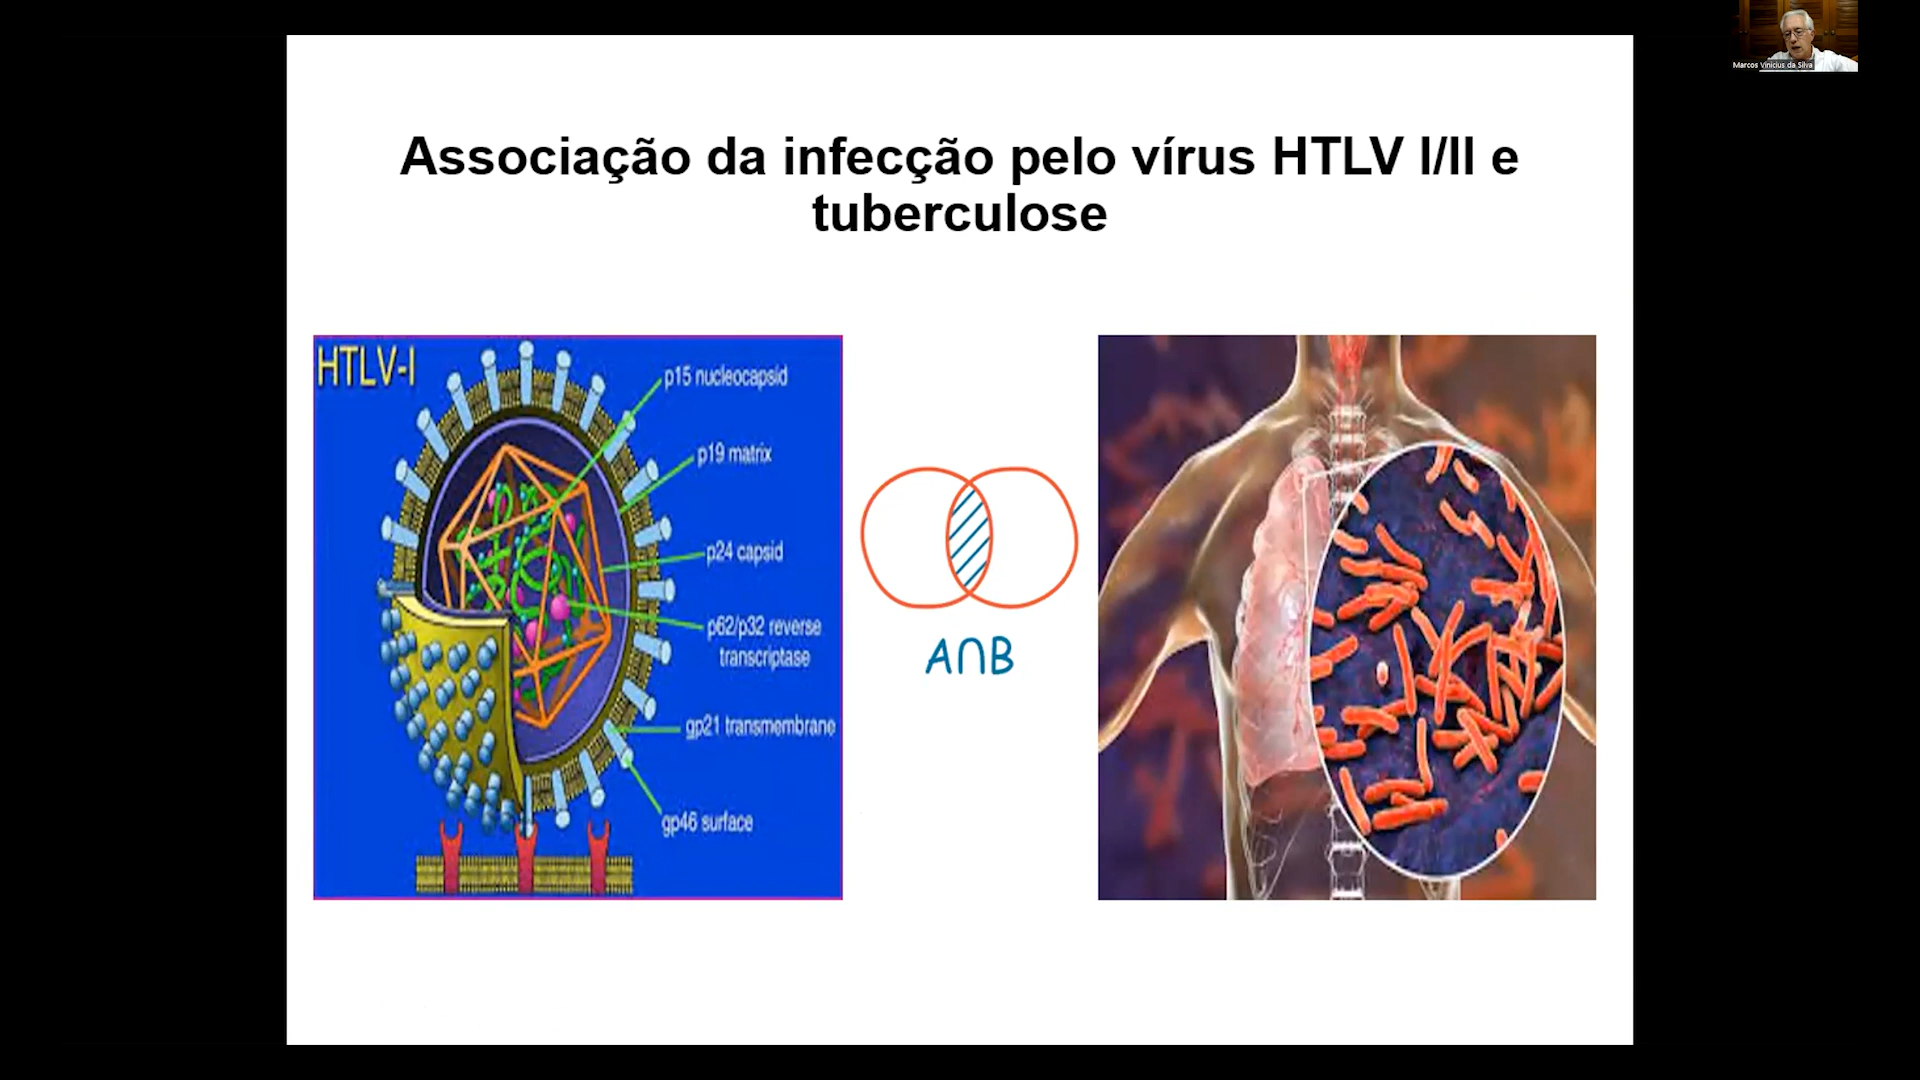 Marcos Vinicius da Silva
Associação da infecção pelo vírus HTLV I/II e
tuberculose
HTLV-I
p15 nucleocapsid
p19 matrix
p24 capsid
p62/p32 reverse
transcriptase
gp21 transmembrane
gp46 surface
A∩B